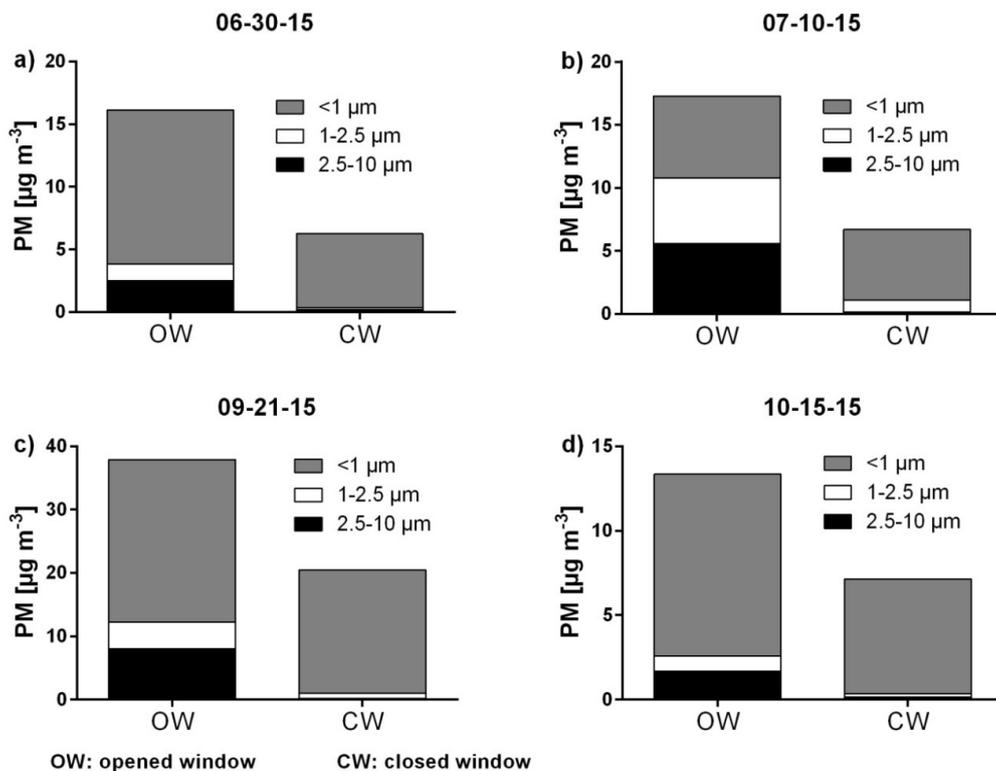 06-30-15
a)
PM [µg m⁻³]
20
15
10
5
0
<1 µm
1-2.5 µm
2.5-10 µm
OW
CW
07-10-15
b)
PM [µg m⁻³]
20
15
10
5
0
<1 µm
1-2.5 µm
2.5-10 µm
OW
CW
09-21-15
c)
PM [µg m⁻³]
40
30
20
10
0
<1 µm
1-2.5 µm
2.5-10 µm
OW
CW
10-15-15
d)
PM [µg m⁻³]
15
10
5
0
<1 µm
1-2.5 µm
2.5-10 µm
OW
CW
OW: opened window
CW: closed window